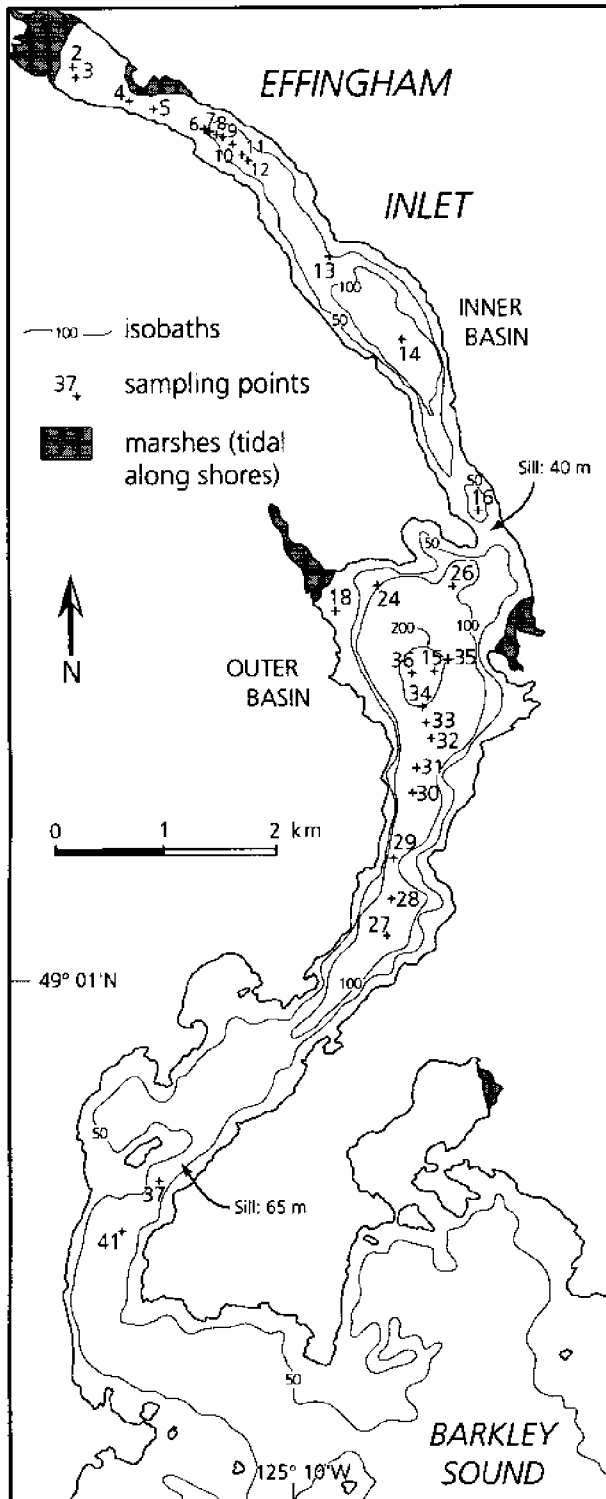 EFFINGHAM
INLET
2
3
4
5
6
7
8
9
10
11
12
13
100
50
14
INNER
BASIN
100 isobaths
37 sampling points
marshes (tidal
along shores)
50
16
Sill: 40 m
50
18
24
26
100
200
36
15
35
34
OUTER
BASIN
N
33
32
31
30
0 1 2 km
29
28
27
49° 01'N
100
50
37
Sill: 65 m
41
50
BARKLEY
SOUND
125° 10'W